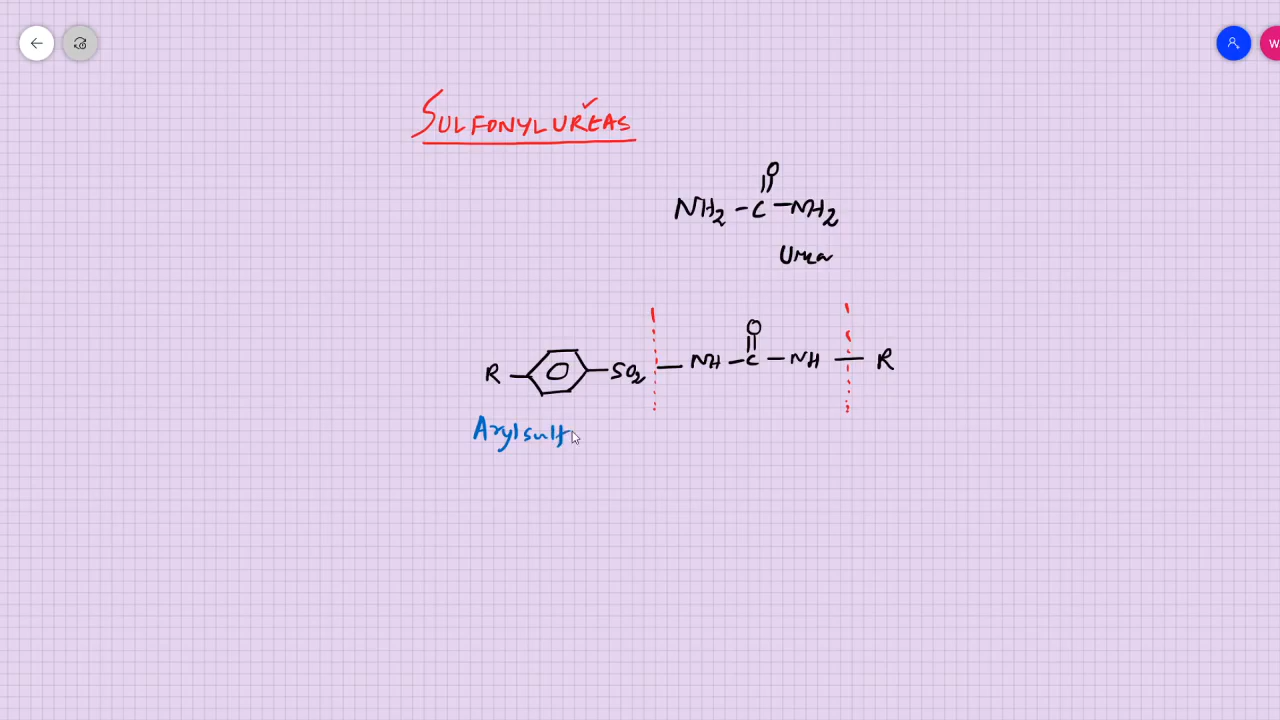 SULFONYLUREAS
O
NH2-C-NH2
Urea
O
R-SO2-NH-C-NH-R
Arylsulf
W